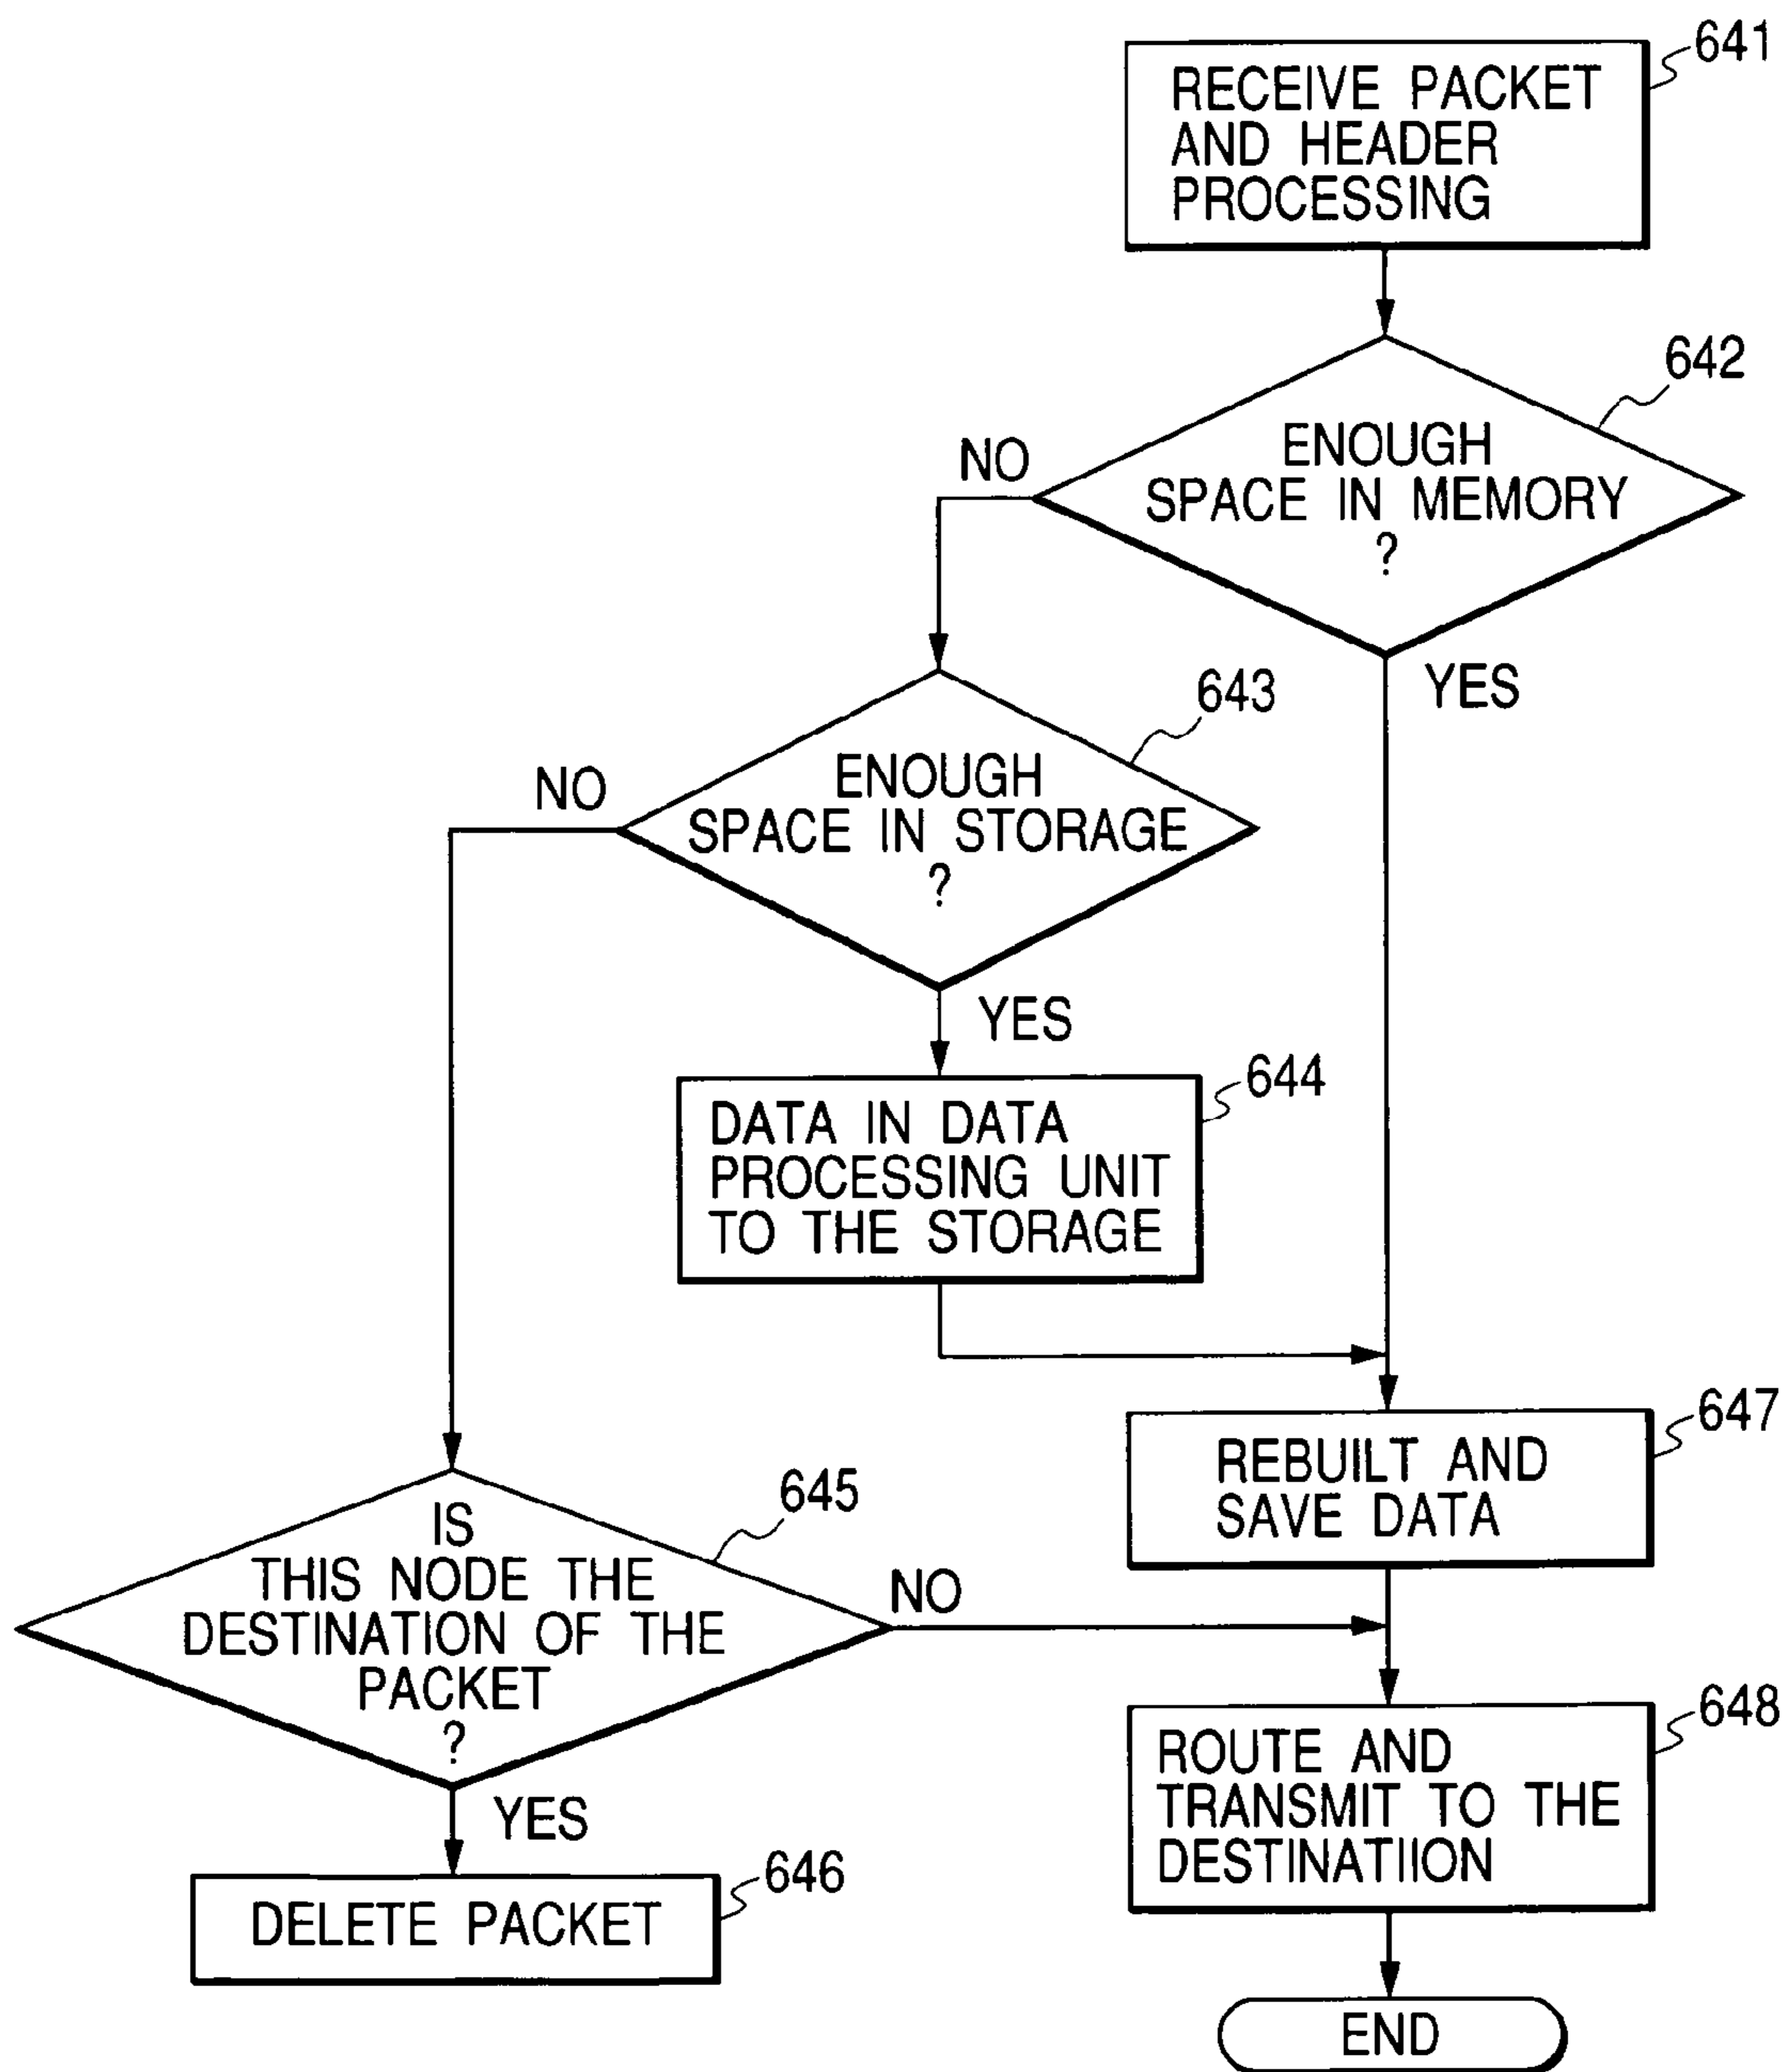 641
RECEIVE PACKET
AND HEADER
PROCESSING
642
ENOUGH
SPACE IN MEMORY
?
NO
YES
643
ENOUGH
SPACE IN STORAGE
?
NO
YES
644
DATA IN DATA
PROCESSING UNIT
TO THE STORAGE
647
REBUILT AND
SAVE DATA
645
IS
THIS NODE THE
DESTINATION OF THE
PACKET
?
NO
YES
648
ROUTE AND
TRANSMIT TO THE
DESTINATIION
646
DELETE PACKET
END